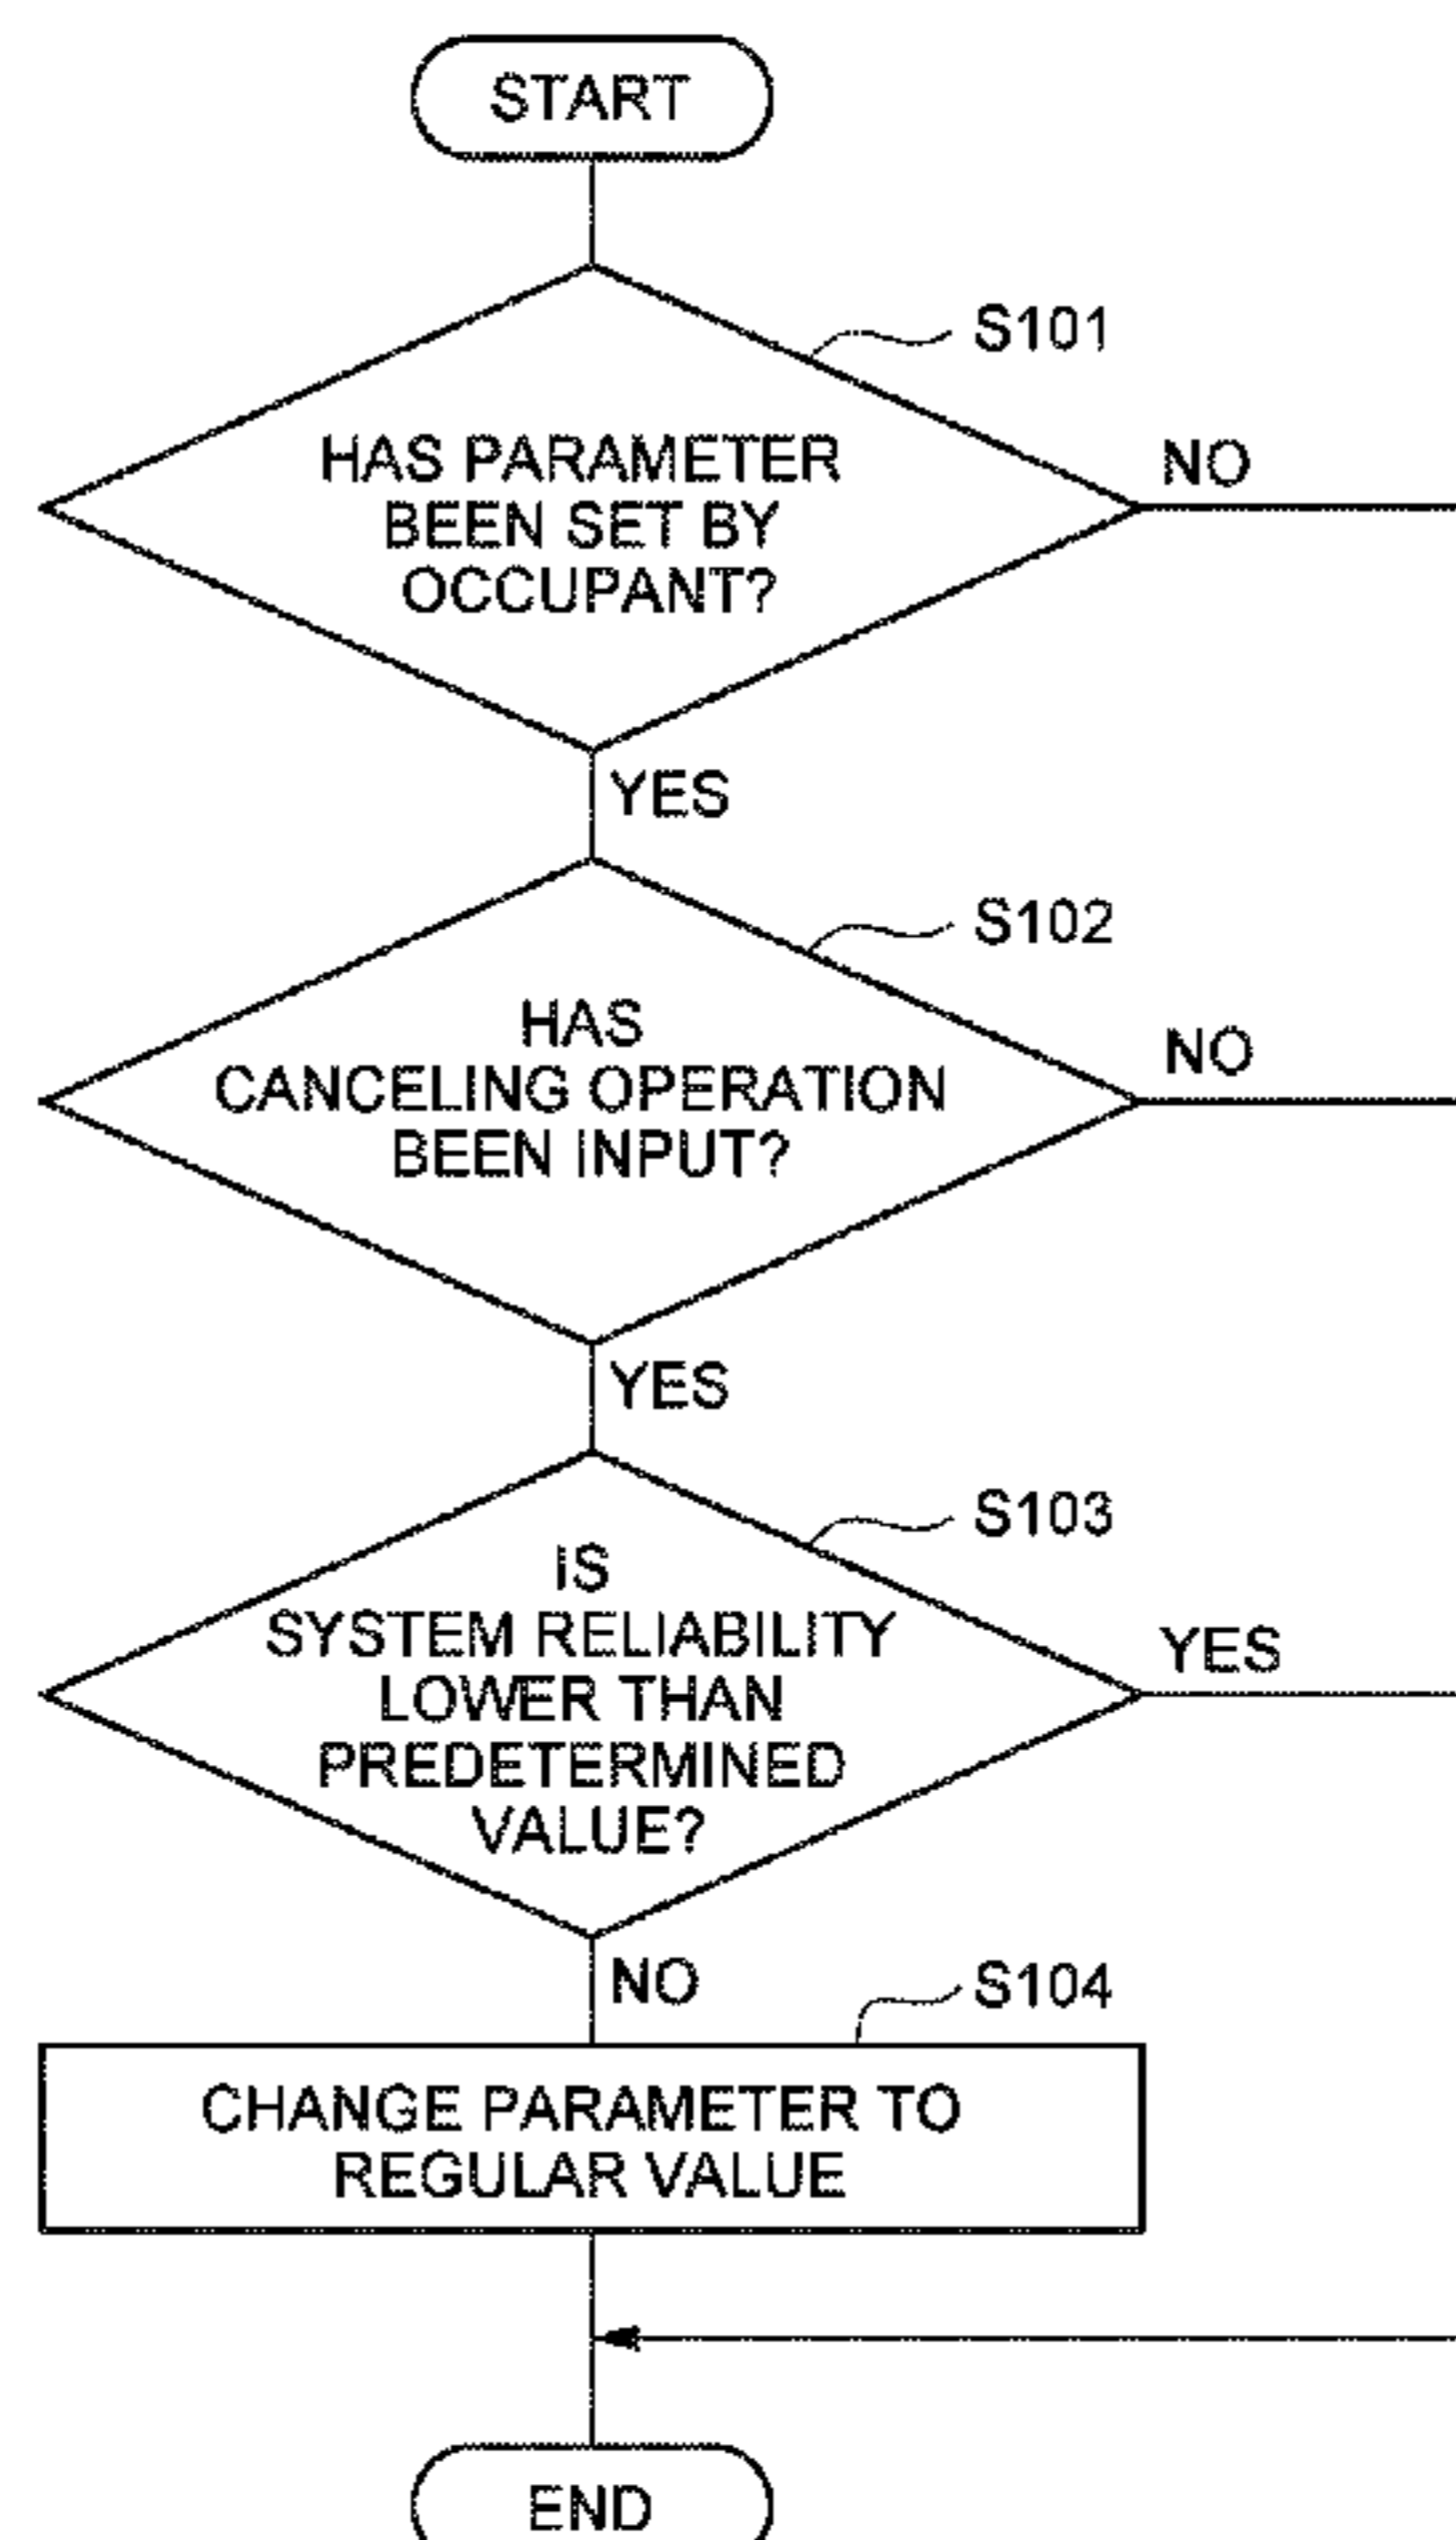 START
S101
HAS PARAMETER
BEEN SET BY
OCCUPANT?
NO
YES
S102
HAS
CANCELING OPERATION
BEEN INPUT?
NO
YES
S103
IS
SYSTEM RELIABILITY
LOWER THAN
PREDETERMINED
VALUE?
YES
NO
S104
CHANGE PARAMETER TO
REGULAR VALUE
END